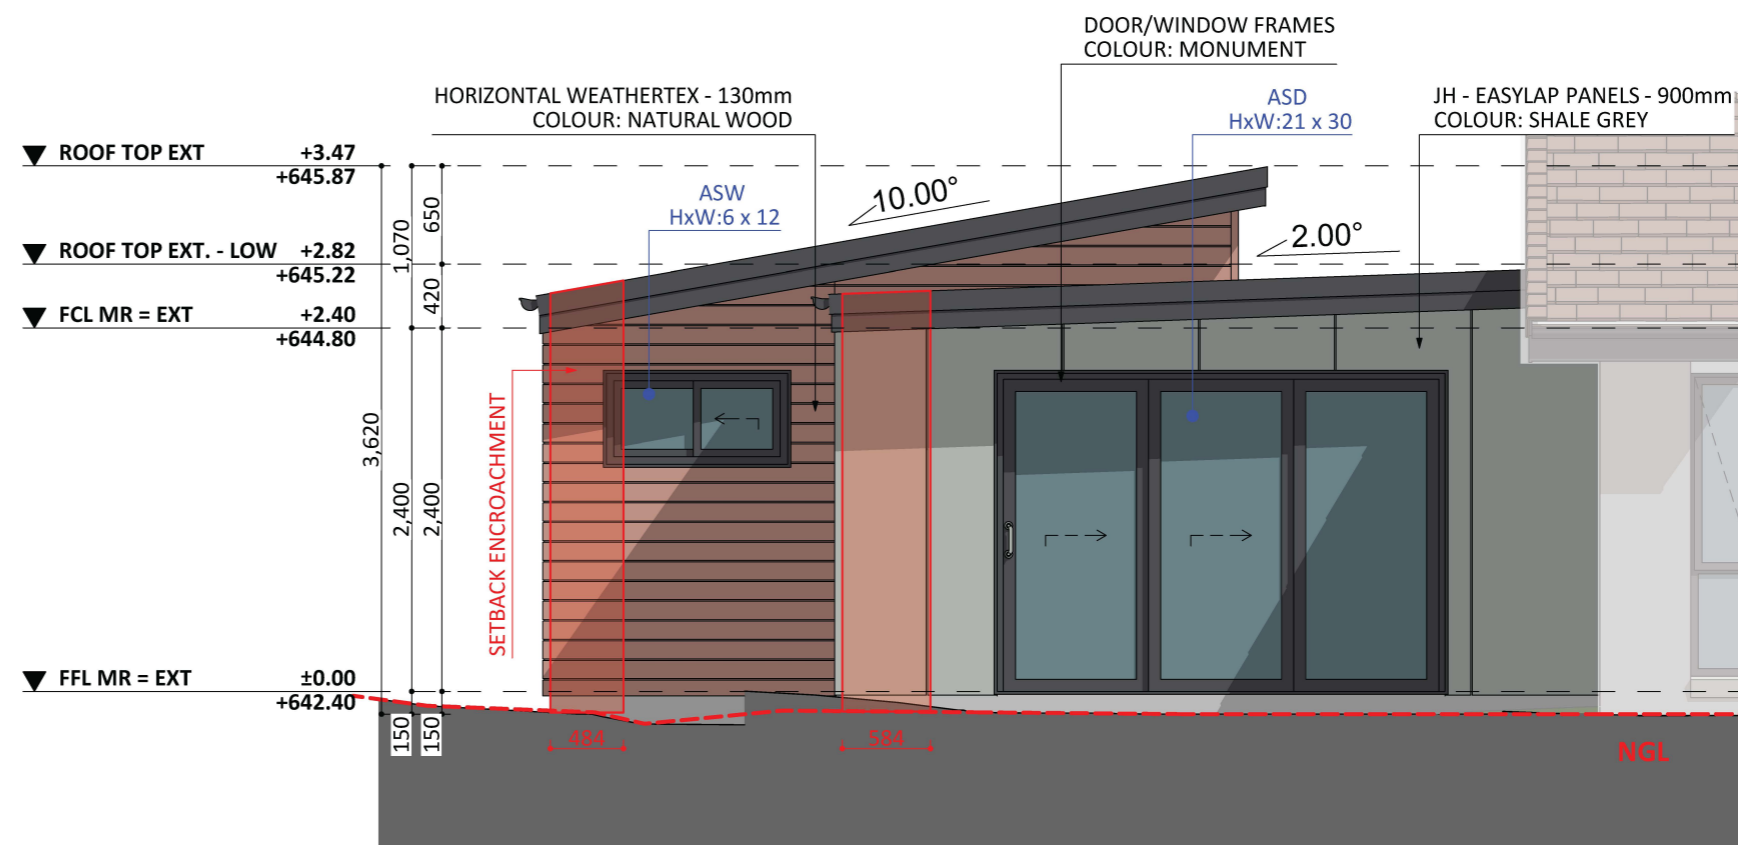 DOOR/WINDOW FRAMES
COLOUR: MONUMENT
HORIZONTAL WEATHERTEX - 130mm
COLOUR: NATURAL WOOD
ASD
HxW:21 x 30
JH - EASYLAP PANELS - 900mm
COLOUR: SHALE GREY
ROOF TOP EXT +3.47
+645.87
ASW
HxW:6 x 12
10.00°
2.00°
650
1,070
ROOF TOP EXT. - LOW +2.82
+645.22
420
FCL MR = EXT +2.40
+644.80
3,620
2,400
2,400
SETBACK ENCROACHMENT
FFL MR = EXT ±0.00
+642.40
150
150
484
584
NGL